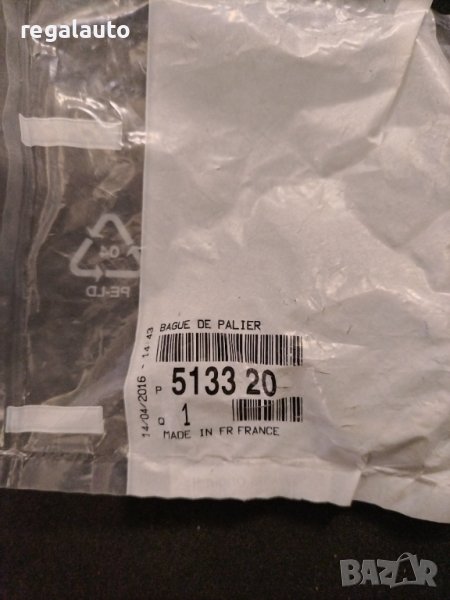 regalauto
04
PE-LD
14/04/2016 - 14:43
BAGUE DE PALIER
P 5133 20
Q 1
MADE IN FR FRANCE
BAZAR